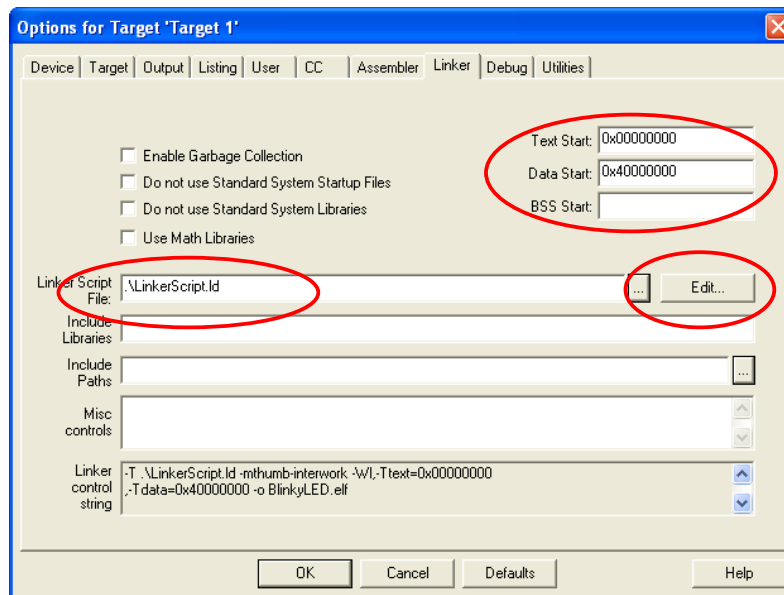 Options for Target 'Target 1'
Device Target Output Listing User CC Assembler Linker Debug Utilities
Text Start: 0x00000000
Enable Garbage Collection
Data Start: 0x40000000
Do not use Standard System Startup Files
BSS Start:
Do not use Standard System Libraries
Use Math Libraries
Linker Script File: .\LinkerScript.ld ... Edit...
Include Libraries
Include Paths ...
Misc controls
Linker control string
-T .\LinkerScript.ld -mthumb-interwork -Wl,-Ttext=0x00000000
,-Tdata=0x40000000 -o BlinkyLED.elf
OK Cancel Defaults Help